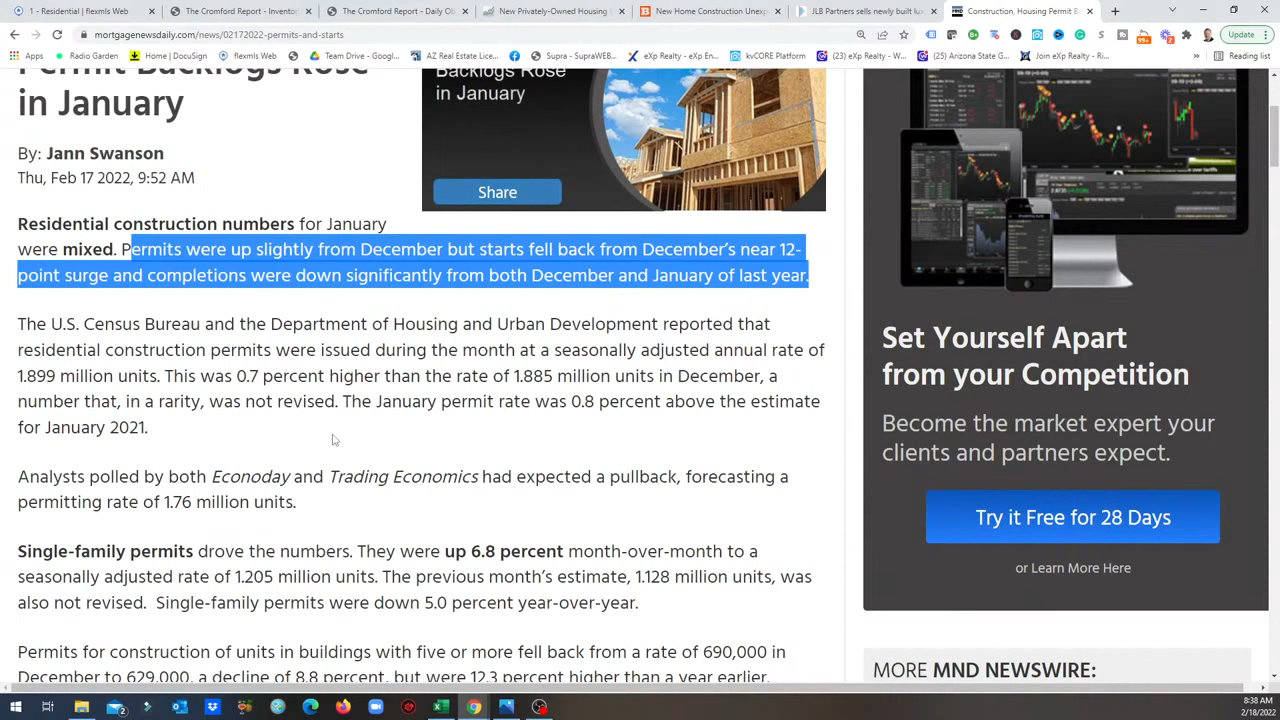 1 - Residential | flexmls Web
The Cromford Report - Inventor
The Cromford Report - Daily Ob
New Privately-Owned Housing
New Home Construction Unexp
JLB Partners sells newly built lux
Construction, Housing Permit B
mortgagenewsdaily.com/news/02172022-permits-and-starts
Update
Apps
Radio Garden
Home | DocuSign
flexmls Web
Team Drive - Googl...
AZ Real Estate Lice...
(3) Facebook
Home - SupraWEB...
eXp Realty - eXp En...
kvCORE Platform
(23) eXp Realty - W...
(25) Arizona State G...
Join eXp Realty (M...
Reading list
Permit Backlogs Rose
in January
Backlogs Rose
in January
By: Jann Swanson
Thu, Feb 17 2022, 9:52 AM
Share
Residential construction numbers for January
were mixed. Permits were up slightly from December but starts fell back from December's near 12-
point surge and completions were down significantly from both December and January of last year.
The U.S. Census Bureau and the Department of Housing and Urban Development reported that
residential construction permits were issued during the month at a seasonally adjusted annual rate of
1.899 million units. This was 0.7 percent higher than the rate of 1.885 million units in December, a
number that, in a rarity, was not revised. The January permit rate was 0.8 percent above the estimate
for January 2021.
Analysts polled by both Econoday and Trading Economics had expected a pullback, forecasting a
permitting rate of 1.76 million units.
Single-family permits drove the numbers. They were up 6.8 percent month-over-month to a
seasonally adjusted rate of 1.205 million units. The previous month's estimate, 1.128 million units, was
also not revised. Single-family permits were down 5.0 percent year-over-year.
Permits for construction of units in buildings with five or more fell back from a rate of 690,000 in
December to 629,000, a decline of 8.8 percent, but were 12.3 percent higher than a year earlier.
Set Yourself Apart
from your Competition
Become the market expert your
clients and partners expect.
Try it Free for 28 Days
or Learn More Here
MORE MND NEWSWIRE:
8:38 AM
2/18/2022